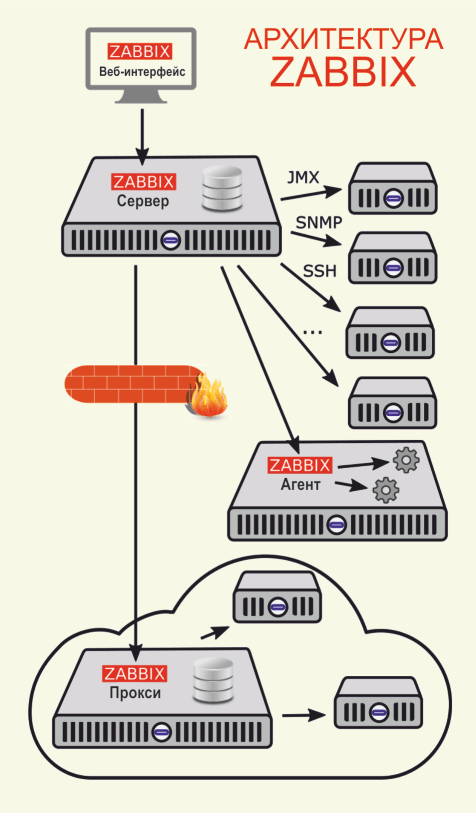 АРХИТЕКТУРА
ZABBIX
ZABBIX
Веб-интерфейс
ZABBIX
Сервер
JMX
SNMP
SSH
...
ZABBIX
Агент
ZABBIX
Прокси